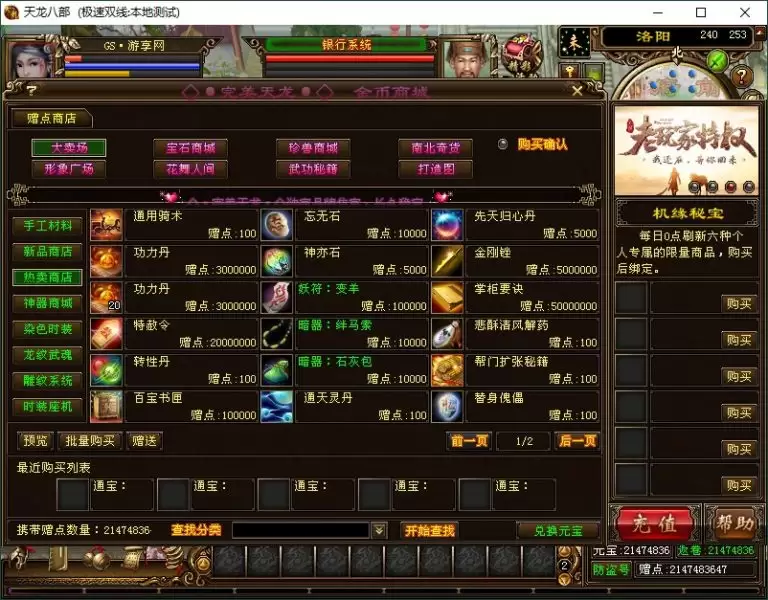 天龙八部 (极速双线:本地测试)
GS·游享网
银行系统
精彩
洛阳 240 253
北
完美天龙 金币商城
赠点商店
大卖场 宝石商城 珍兽商城 南北奇货 购买确认
形象广场 花舞人间 武功秘籍 打造图
老玩家特权
我还在，等你回来
机缘秘宝
每日0点刷新六种个
人专属的限量商品，购买
后绑定。
手工材料
新品商店
热卖商店
神器商城
染色时装
龙纹武魂
雕纹系统
时装座机
通用骑术 忘无石 先天归心丹
赠点:100 赠点:10000 赠点:5000
功力丹 神亦石 金刚锉
赠点:3000000 赠点:5000 赠点:5000000
功力丹 妖符：变羊 掌柜要诀
20 赠点:3000000 赠点:100000 赠点:50000000
特赦令 暗器：绊马索 悲酥清风解药
赠点:20000000 赠点:10000 赠点:100
转性丹 暗器：石灰包 帮门扩张秘籍
赠点:100 赠点:10000 赠点:100
百宝书匣 通天灵丹 替身傀儡
赠点:100000 赠点:100 赠点:100
购买
购买
购买
购买
购买
购买
预览 批量购买 赠送 前一页 1/2 后一页
最近购买列表
通宝： 通宝： 通宝： 通宝： 通宝：
携带赠点数量：21474836 查找分类 开始查找 兑换元宝
充值 帮助
元宝:21474836 21474836
防盗号 赠点:2147483647
2